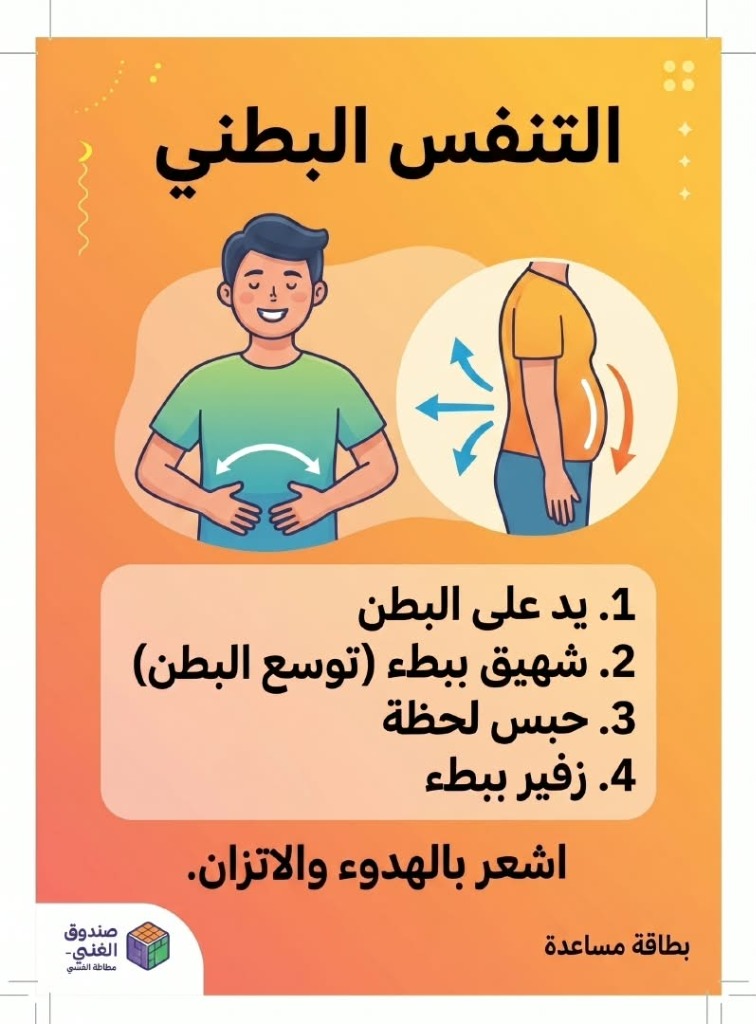 التنفس البطني
1. يد على البطن
2. شهيق ببطء (توسع البطن)
3. حبس لحظة
4. زفير ببطء
اشعر بالهدوء والاتزان.
بطاقة مساعدة
صندوق
الغني-